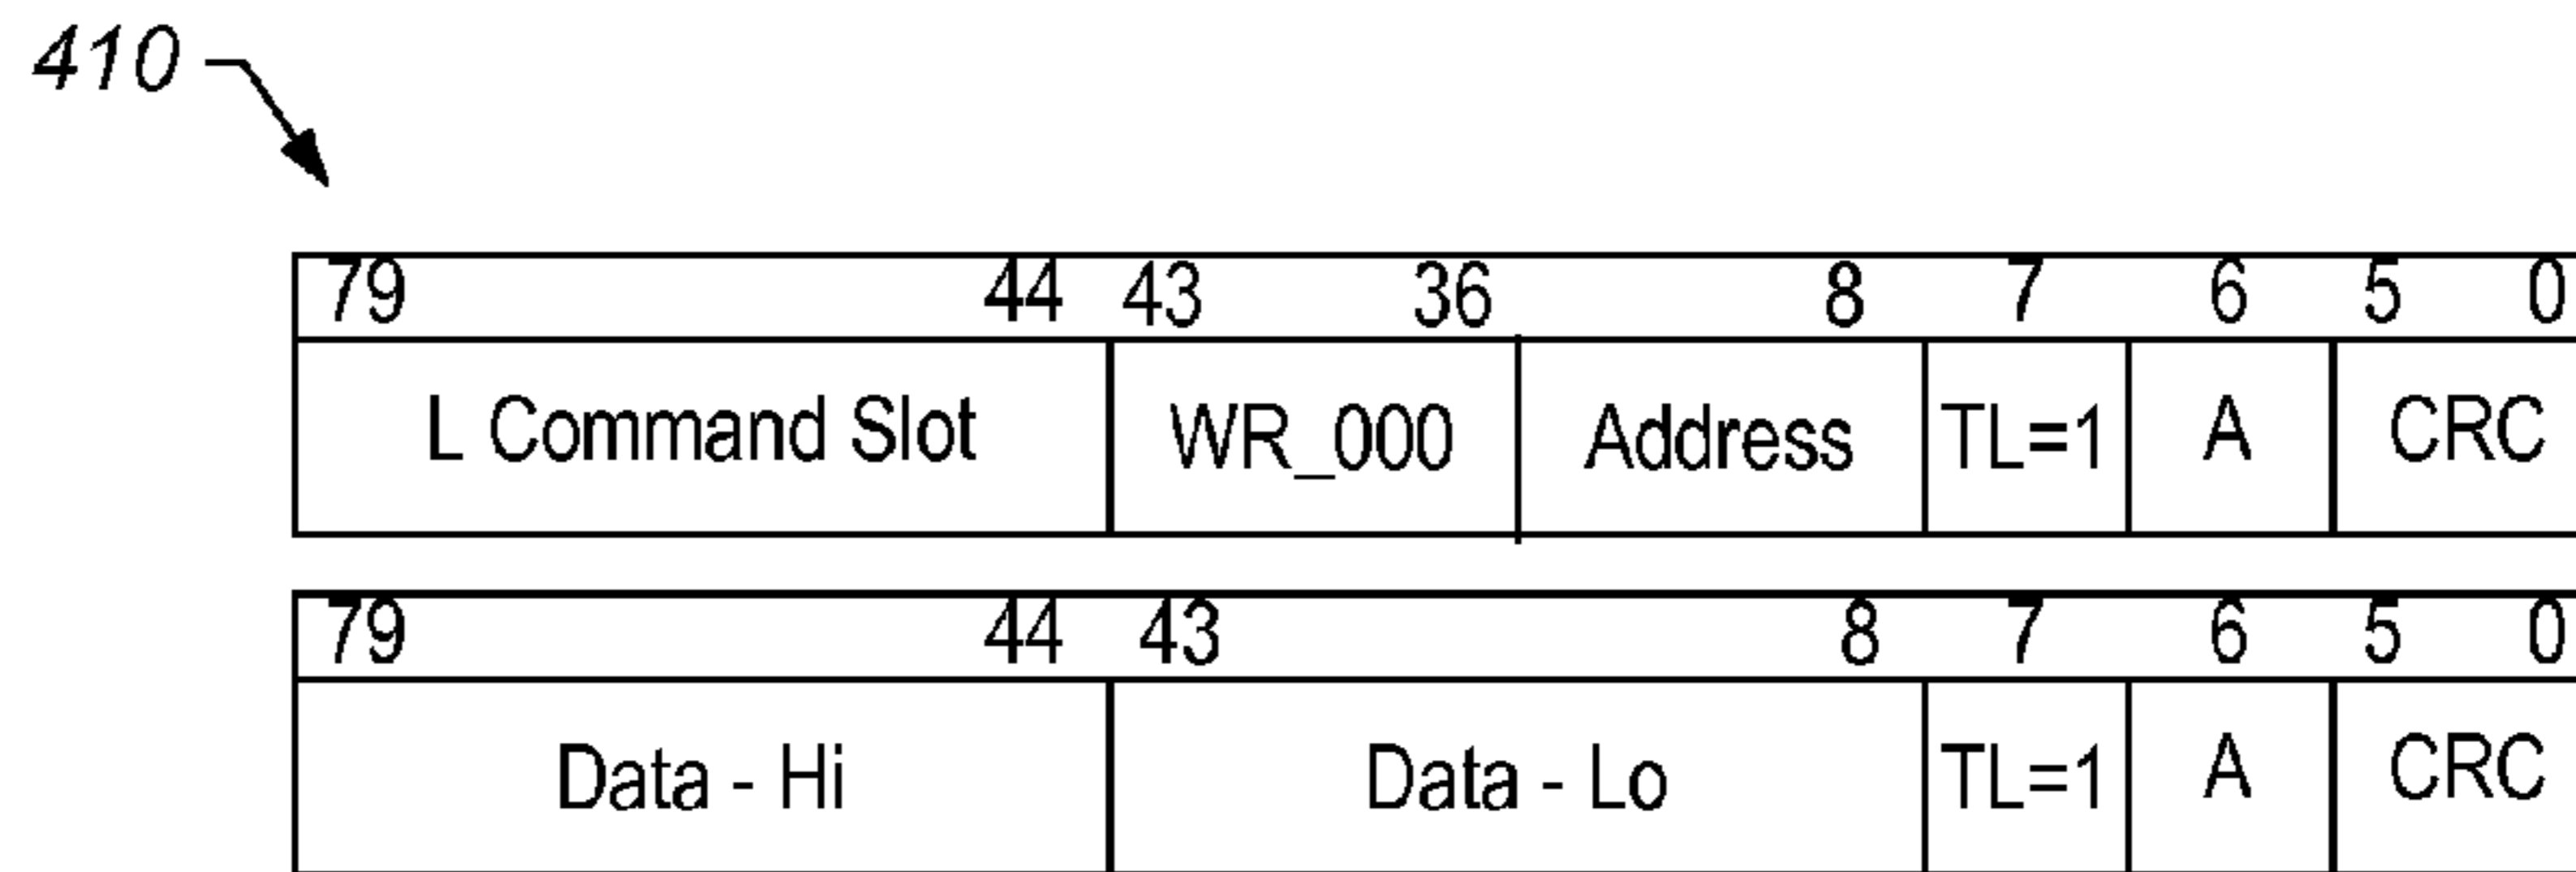 410
79 44 43 36 8 7 6 5 0
L Command Slot WR_000 Address TL=1 A CRC
79 44 43 8 7 6 5 0
Data - Hi Data - Lo TL=1 A CRC